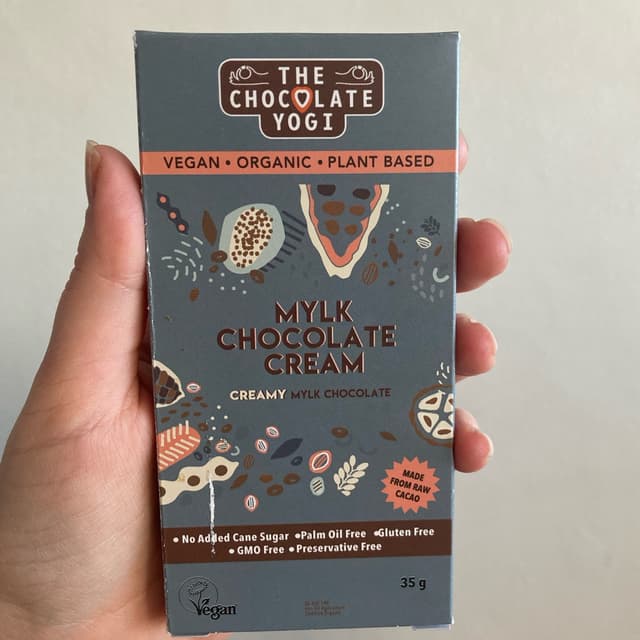 THE
CHOCOLATE
YOGI
VEGAN • ORGANIC • PLANT BASED
MYLK
CHOCOLATE
CREAM
CREAMY MYLK CHOCOLATE
MADE
FROM RAW
CACAO
• No Added Cane Sugar •Palm Oil Free •Gluten Free
• GMO Free • Preservative Free
Vegan
35 g